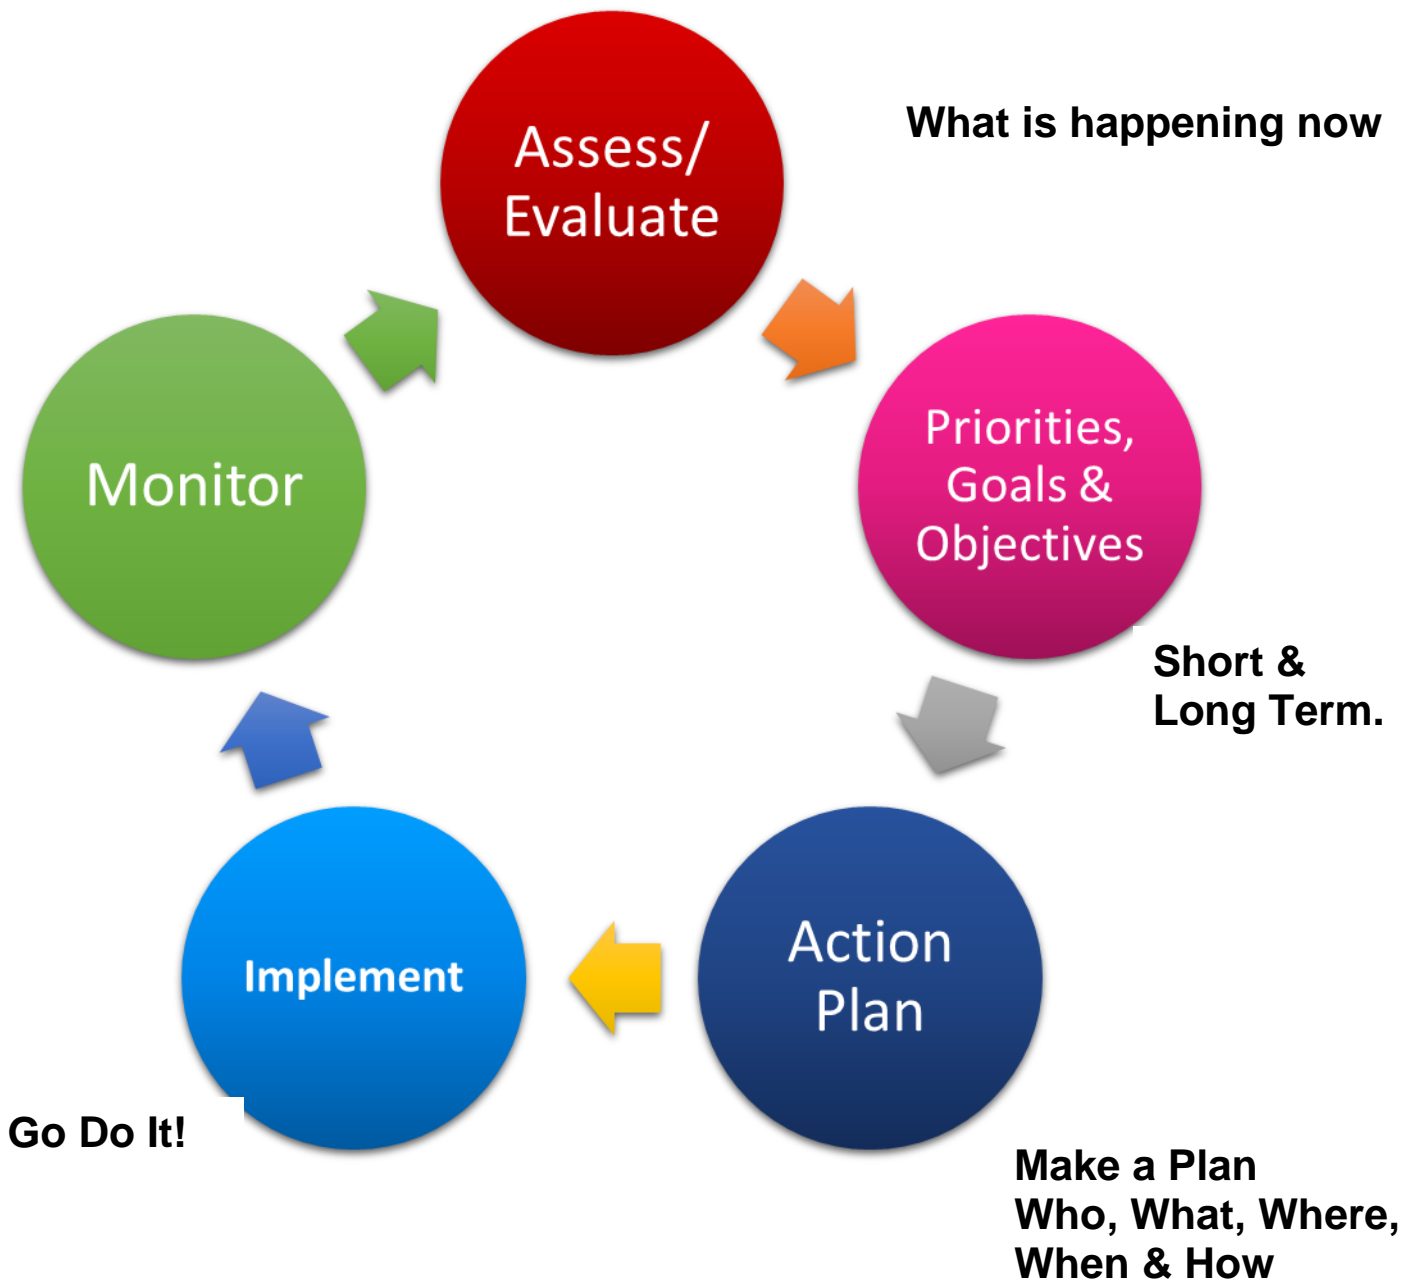 Assess/
Evaluate
What is happening now
Priorities,
Goals &
Objectives
Short &
Long Term.
Action
Plan
Make a Plan
Who, What, Where,
When & How
Implement
Go Do It!
Monitor